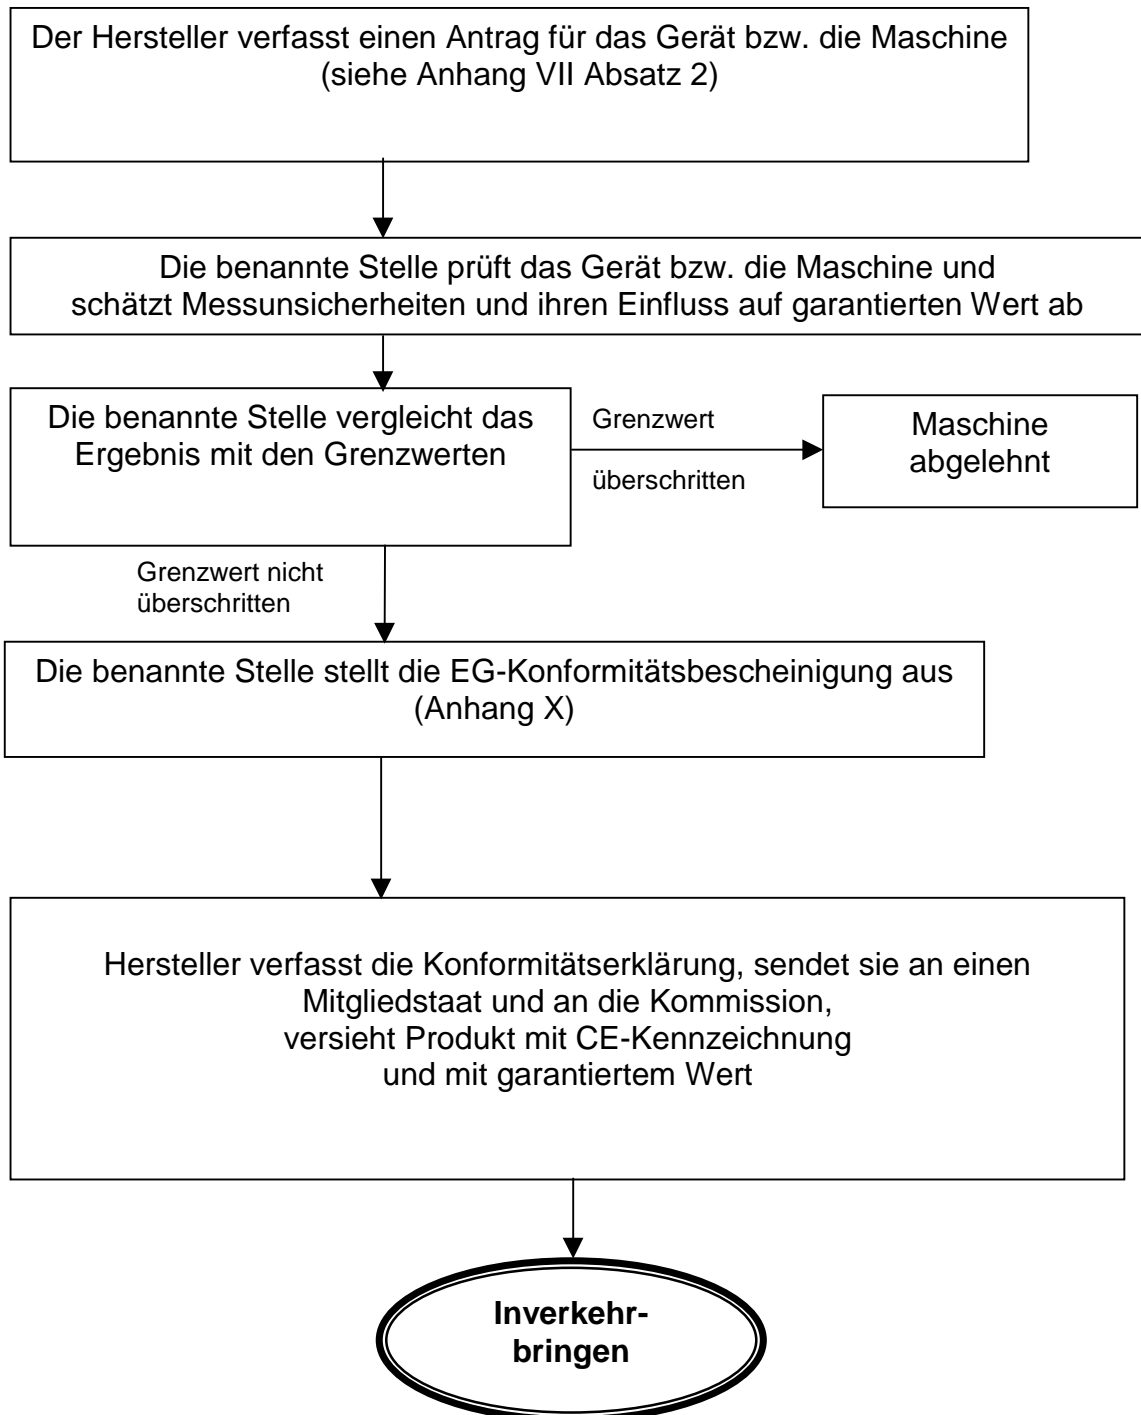 Der Hersteller verfasst einen Antrag für das Gerät bzw. die Maschine
(siehe Anhang VII Absatz 2)
Die benannte Stelle prüft das Gerät bzw. die Maschine und
schätzt Messunsicherheiten und ihren Einfluss auf garantierten Wert ab
Die benannte Stelle vergleicht das
Ergebnis mit den Grenzwerten
Grenzwert
überschritten
Maschine
abgelehnt
Grenzwert nicht
überschritten
Die benannte Stelle stellt die EG-Konformitätsbescheinigung aus
(Anhang X)
Hersteller verfasst die Konformitätserklärung, sendet sie an einen
Mitgliedstaat und an die Kommission,
versieht Produkt mit CE-Kennzeichnung
und mit garantiertem Wert
Inverkehr-
bringen